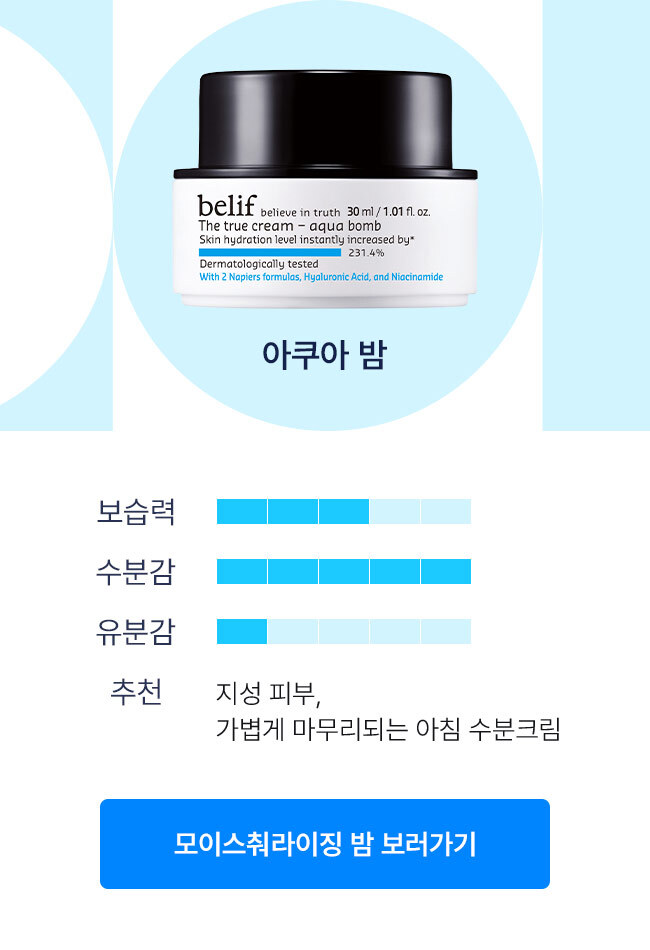 belif believe in truth 30 ml / 1.01 fl. oz.
The true cream – aqua bomb
Skin hydration level instantly increased by*
231.4%
Dermatologically tested
With 2 Napiers formulas, Hyaluronic Acid, and Niacinamide
아쿠아 밤
보습력
수분감
유분감
추천 지성 피부,
가볍게 마무리되는 아침 수분크림
모이스춰라이징 밤 보러가기